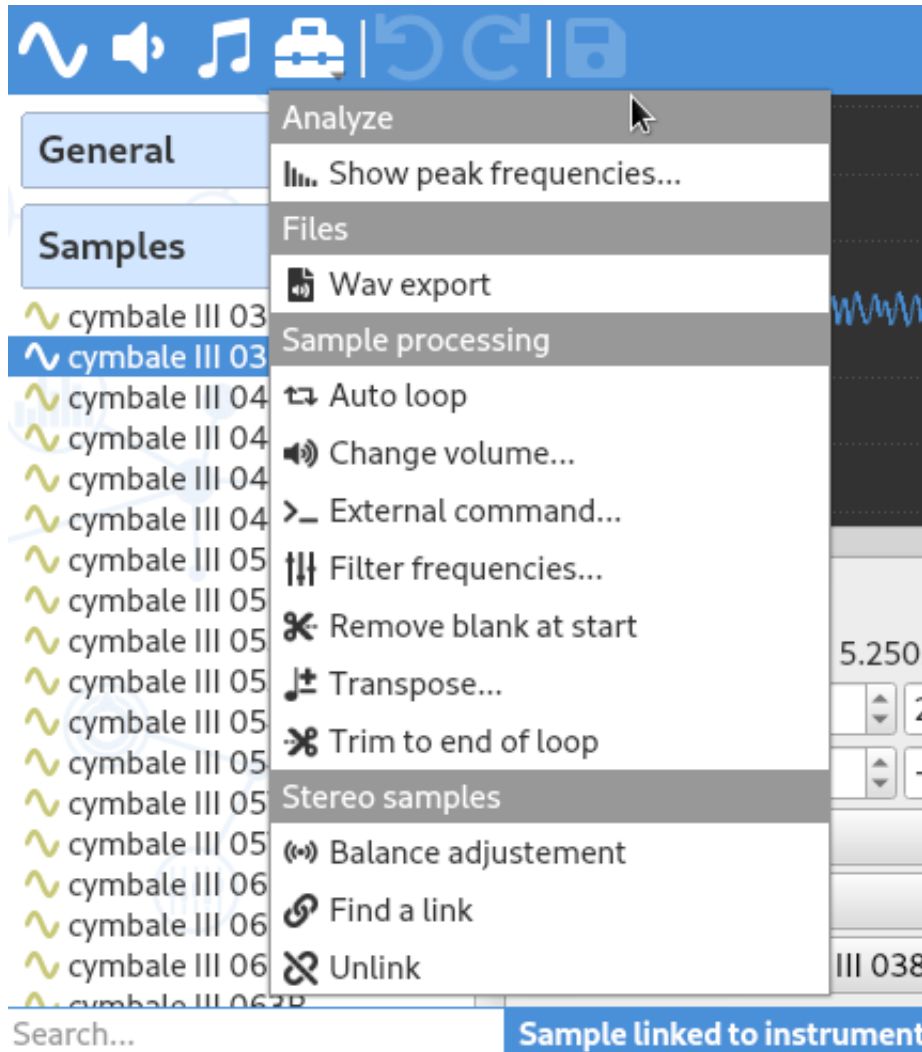 General
Samples
cymbale III 03
cymbale III 03
cymbale III 04
cymbale III 04
cymbale III 04
cymbale III 04
cymbale III 05
cymbale III 05
cymbale III 05
cymbale III 05
cymbale III 05
cymbale III 05
cymbale III 05
cymbale III 05
cymbale III 06
cymbale III 06
cymbale III 06
cymbale III 063B
Search...
Analyze
Show peak frequencies...
Files
Wav export
Sample processing
Auto loop
Change volume...
External command...
Filter frequencies...
Remove blank at start
Transpose...
Trim to end of loop
Stereo samples
Balance adjustement
Find a link
Unlink
5.250
2
-
III 038
Sample linked to instrument